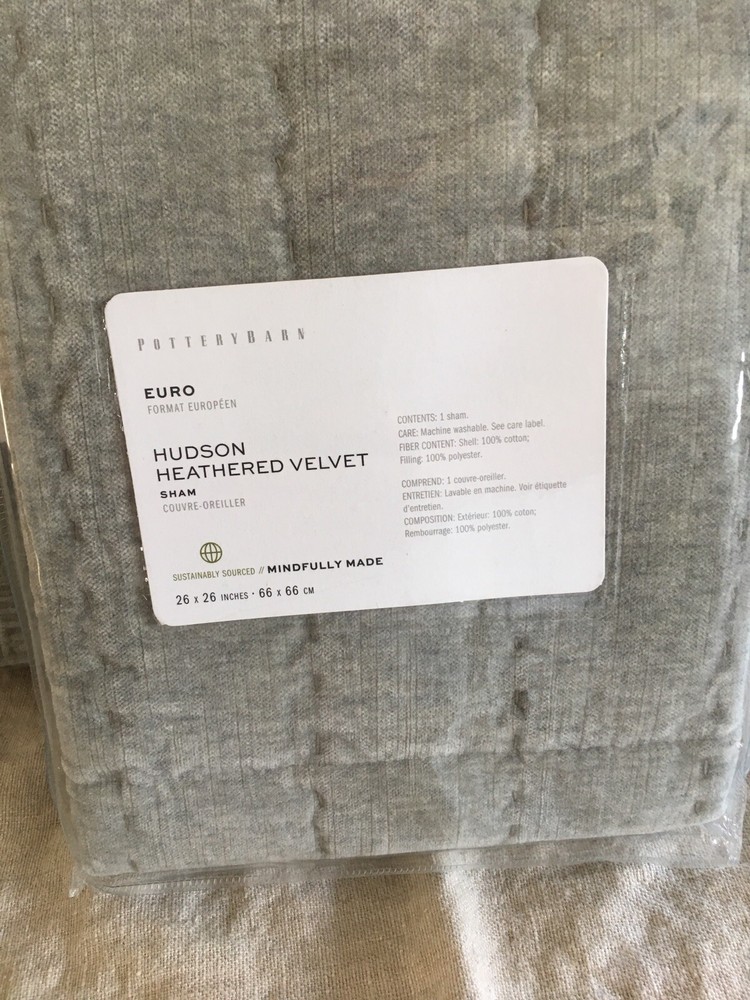 POTTERYBARN
EURO
FORMAT EUROPÉEN
HUDSON
HEATHERED VELVET
SHAM
COUVRE-OREILLER
SUSTAINABLY SOURCED // MINDFULLY MADE
26 x 26 INCHES · 66 x 66 CM
CONTENTS: 1 sham.
CARE: Machine washable. See care label.
FIBER CONTENT: Shell: 100% cotton;
Filling: 100% polyester.
COMPREND: 1 couvre-oreiller.
ENTRETIEN: Lavable en machine. Voir étiquette
d'entretien.
COMPOSITION: Extérieur: 100% coton;
Rembourrage: 100% polyester.